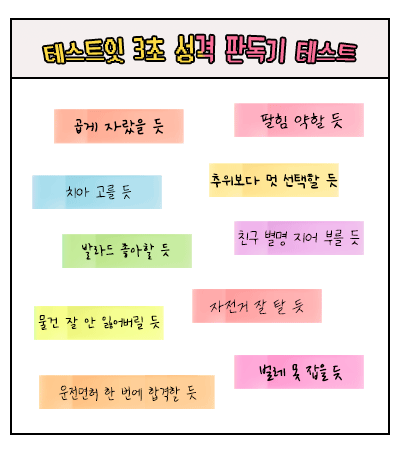 테스트잇 3초 성격 판독기 테스트
곱게 자랐을 듯
팔힘 약할 듯
치아 고를 듯
추위보다 멋 선택할 듯
발라드 좋아할 듯
친구 별명 지어 부를 듯
물건 잘 안 잃어버릴 듯
자전거 잘 탈 듯
운전면허 한 번에 합격할 듯
벌레 못 잡을 듯